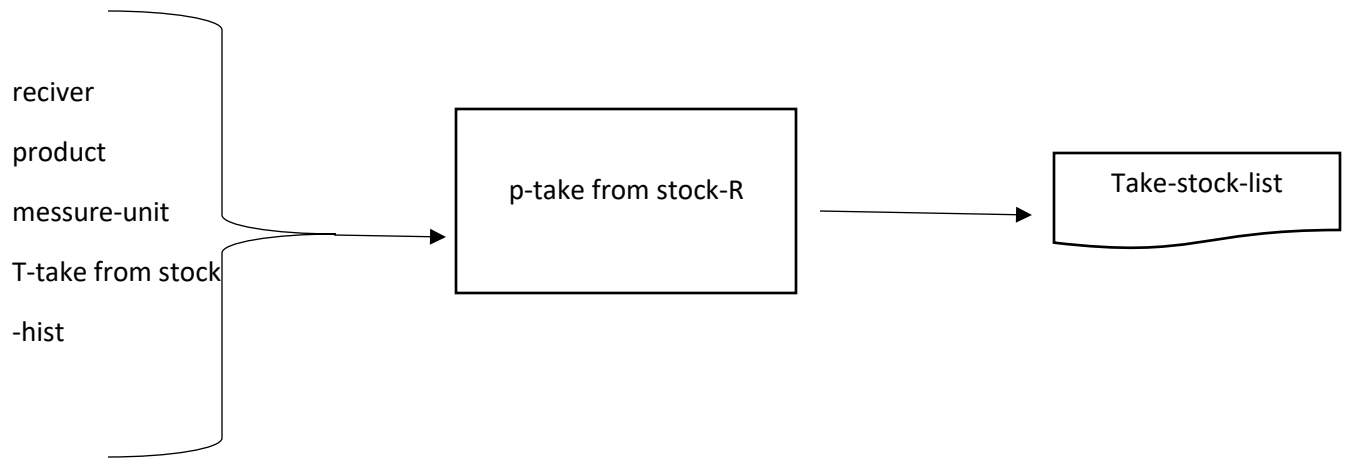 reciver
product
messure-unit
T-take from stock
-hist
p-take from stock-R
Take-stock-list